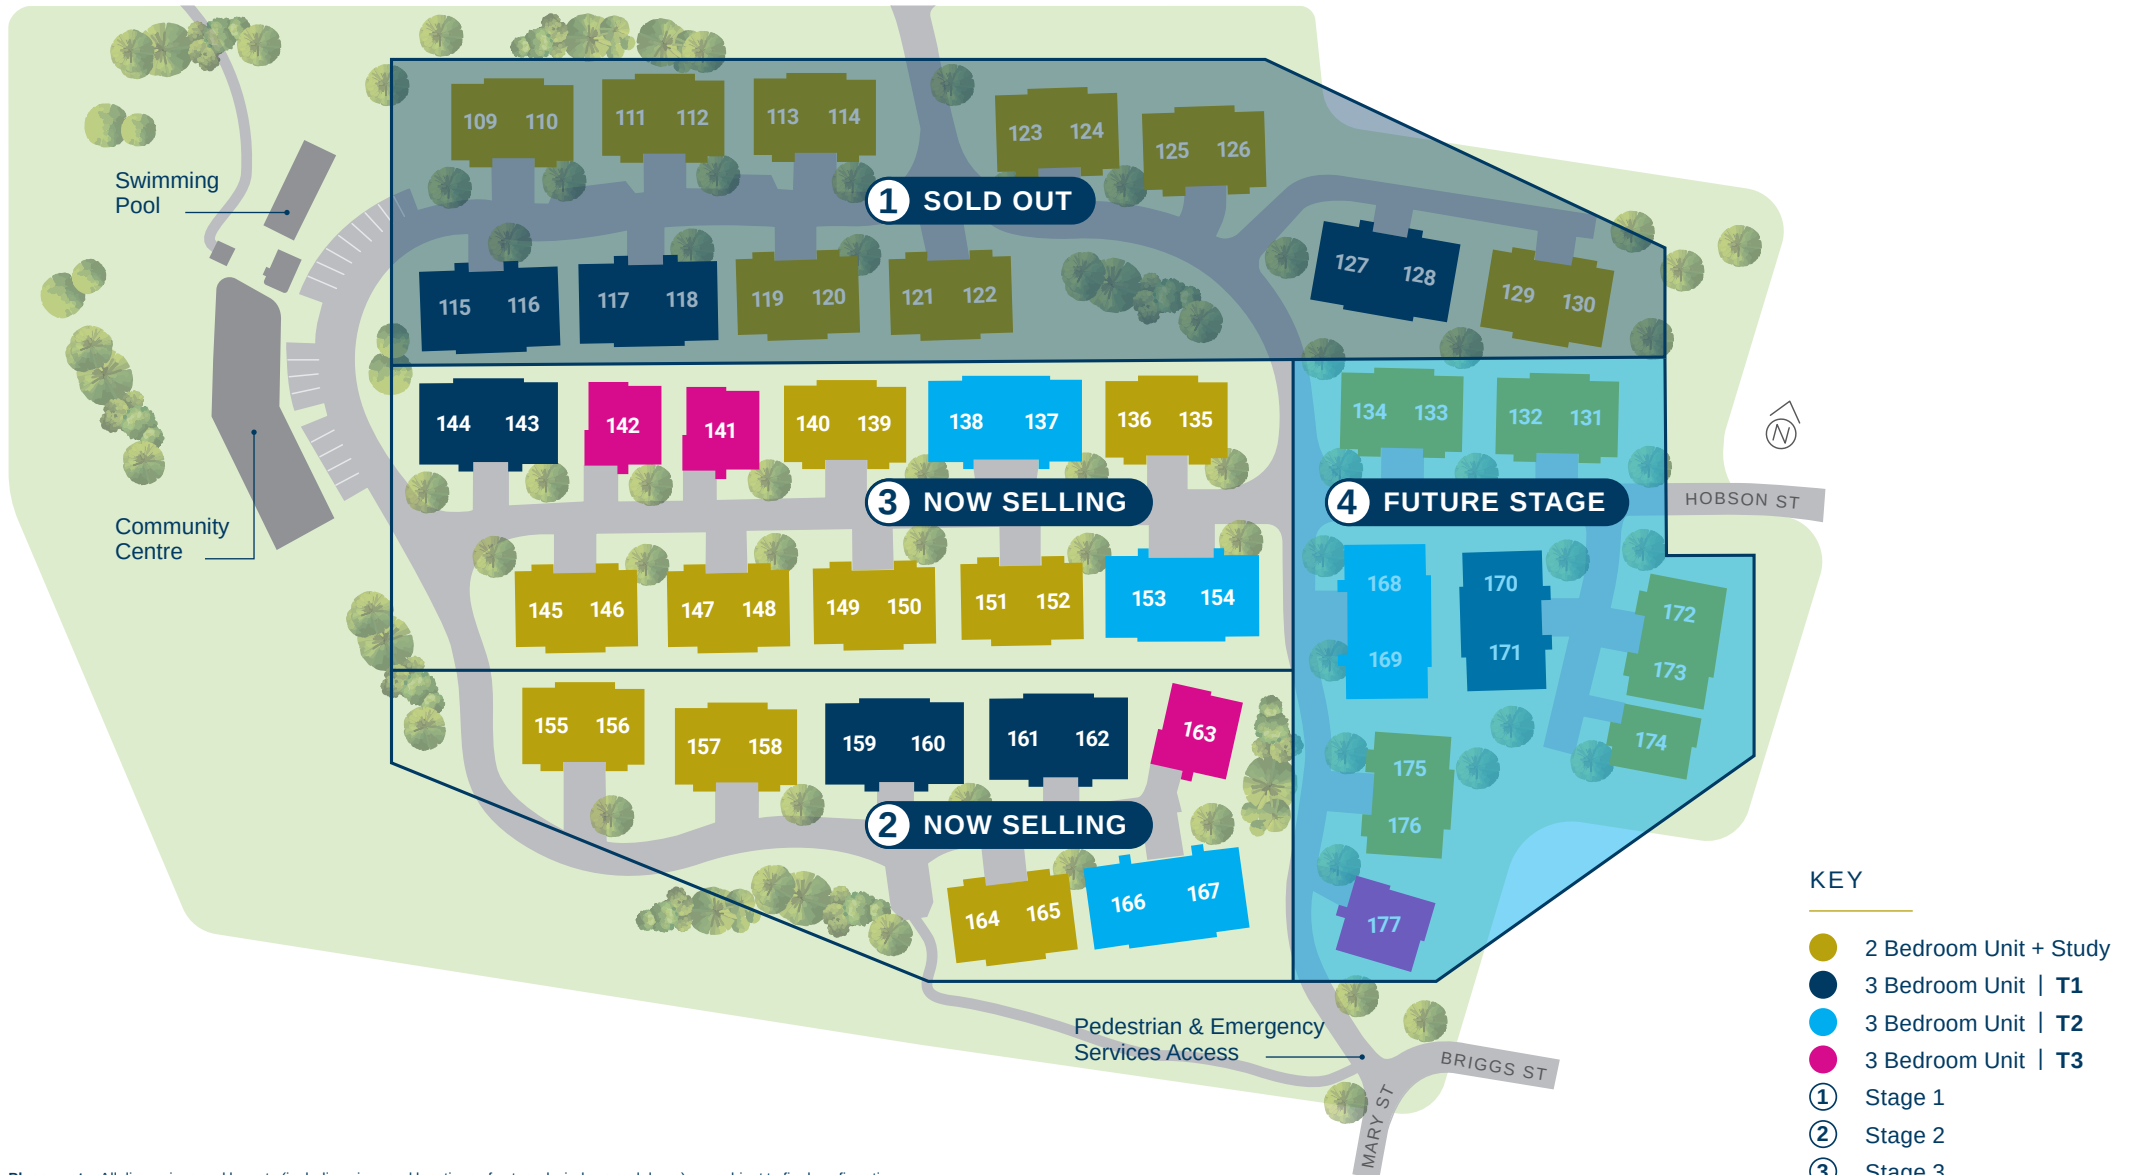 109 110
111 112
113 114
123 124
125 126
Swimming
Pool
1 SOLD OUT
127 128
129 130
115 116
117 118
119 120
121 122
144 143
142
141
140 139
138 137
136 135
134 133
132 131
N
HOBSON ST
3 NOW SELLING
4 FUTURE STAGE
Community
Centre
145 146
147 148
149 150
151 152
153 154
168
169
170
171
172
173
174
155 156
157 158
159 160
161 162
163
175
176
2 NOW SELLING
164 165
166 167
177
Pedestrian & Emergency
Services Access
BRIGGS ST
MARY ST
KEY
2 Bedroom Unit + Study
3 Bedroom Unit | T1
3 Bedroom Unit | T2
3 Bedroom Unit | T3
1 Stage 1
2 Stage 2
3 Stage 3